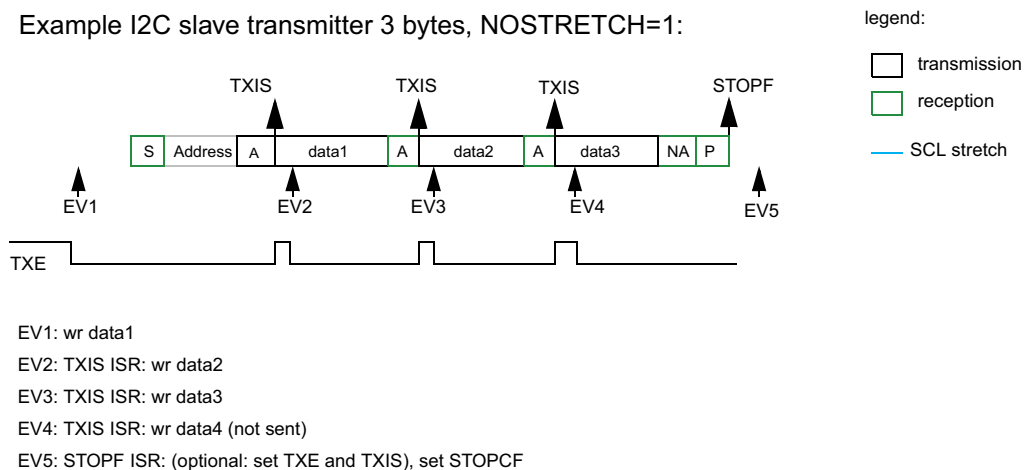 Example I2C slave transmitter 3 bytes, NOSTRETCH=1:
legend:
transmission
reception
SCL stretch
TXIS TXIS TXIS STOPF
S Address A data1 A data2 A data3 NA P
EV1 EV2 EV3 EV4 EV5
TXE
EV1: wr data1
EV2: TXIS ISR: wr data2
EV3: TXIS ISR: wr data3
EV4: TXIS ISR: wr data4 (not sent)
EV5: STOPF ISR: (optional: set TXE and TXIS), set STOPCF